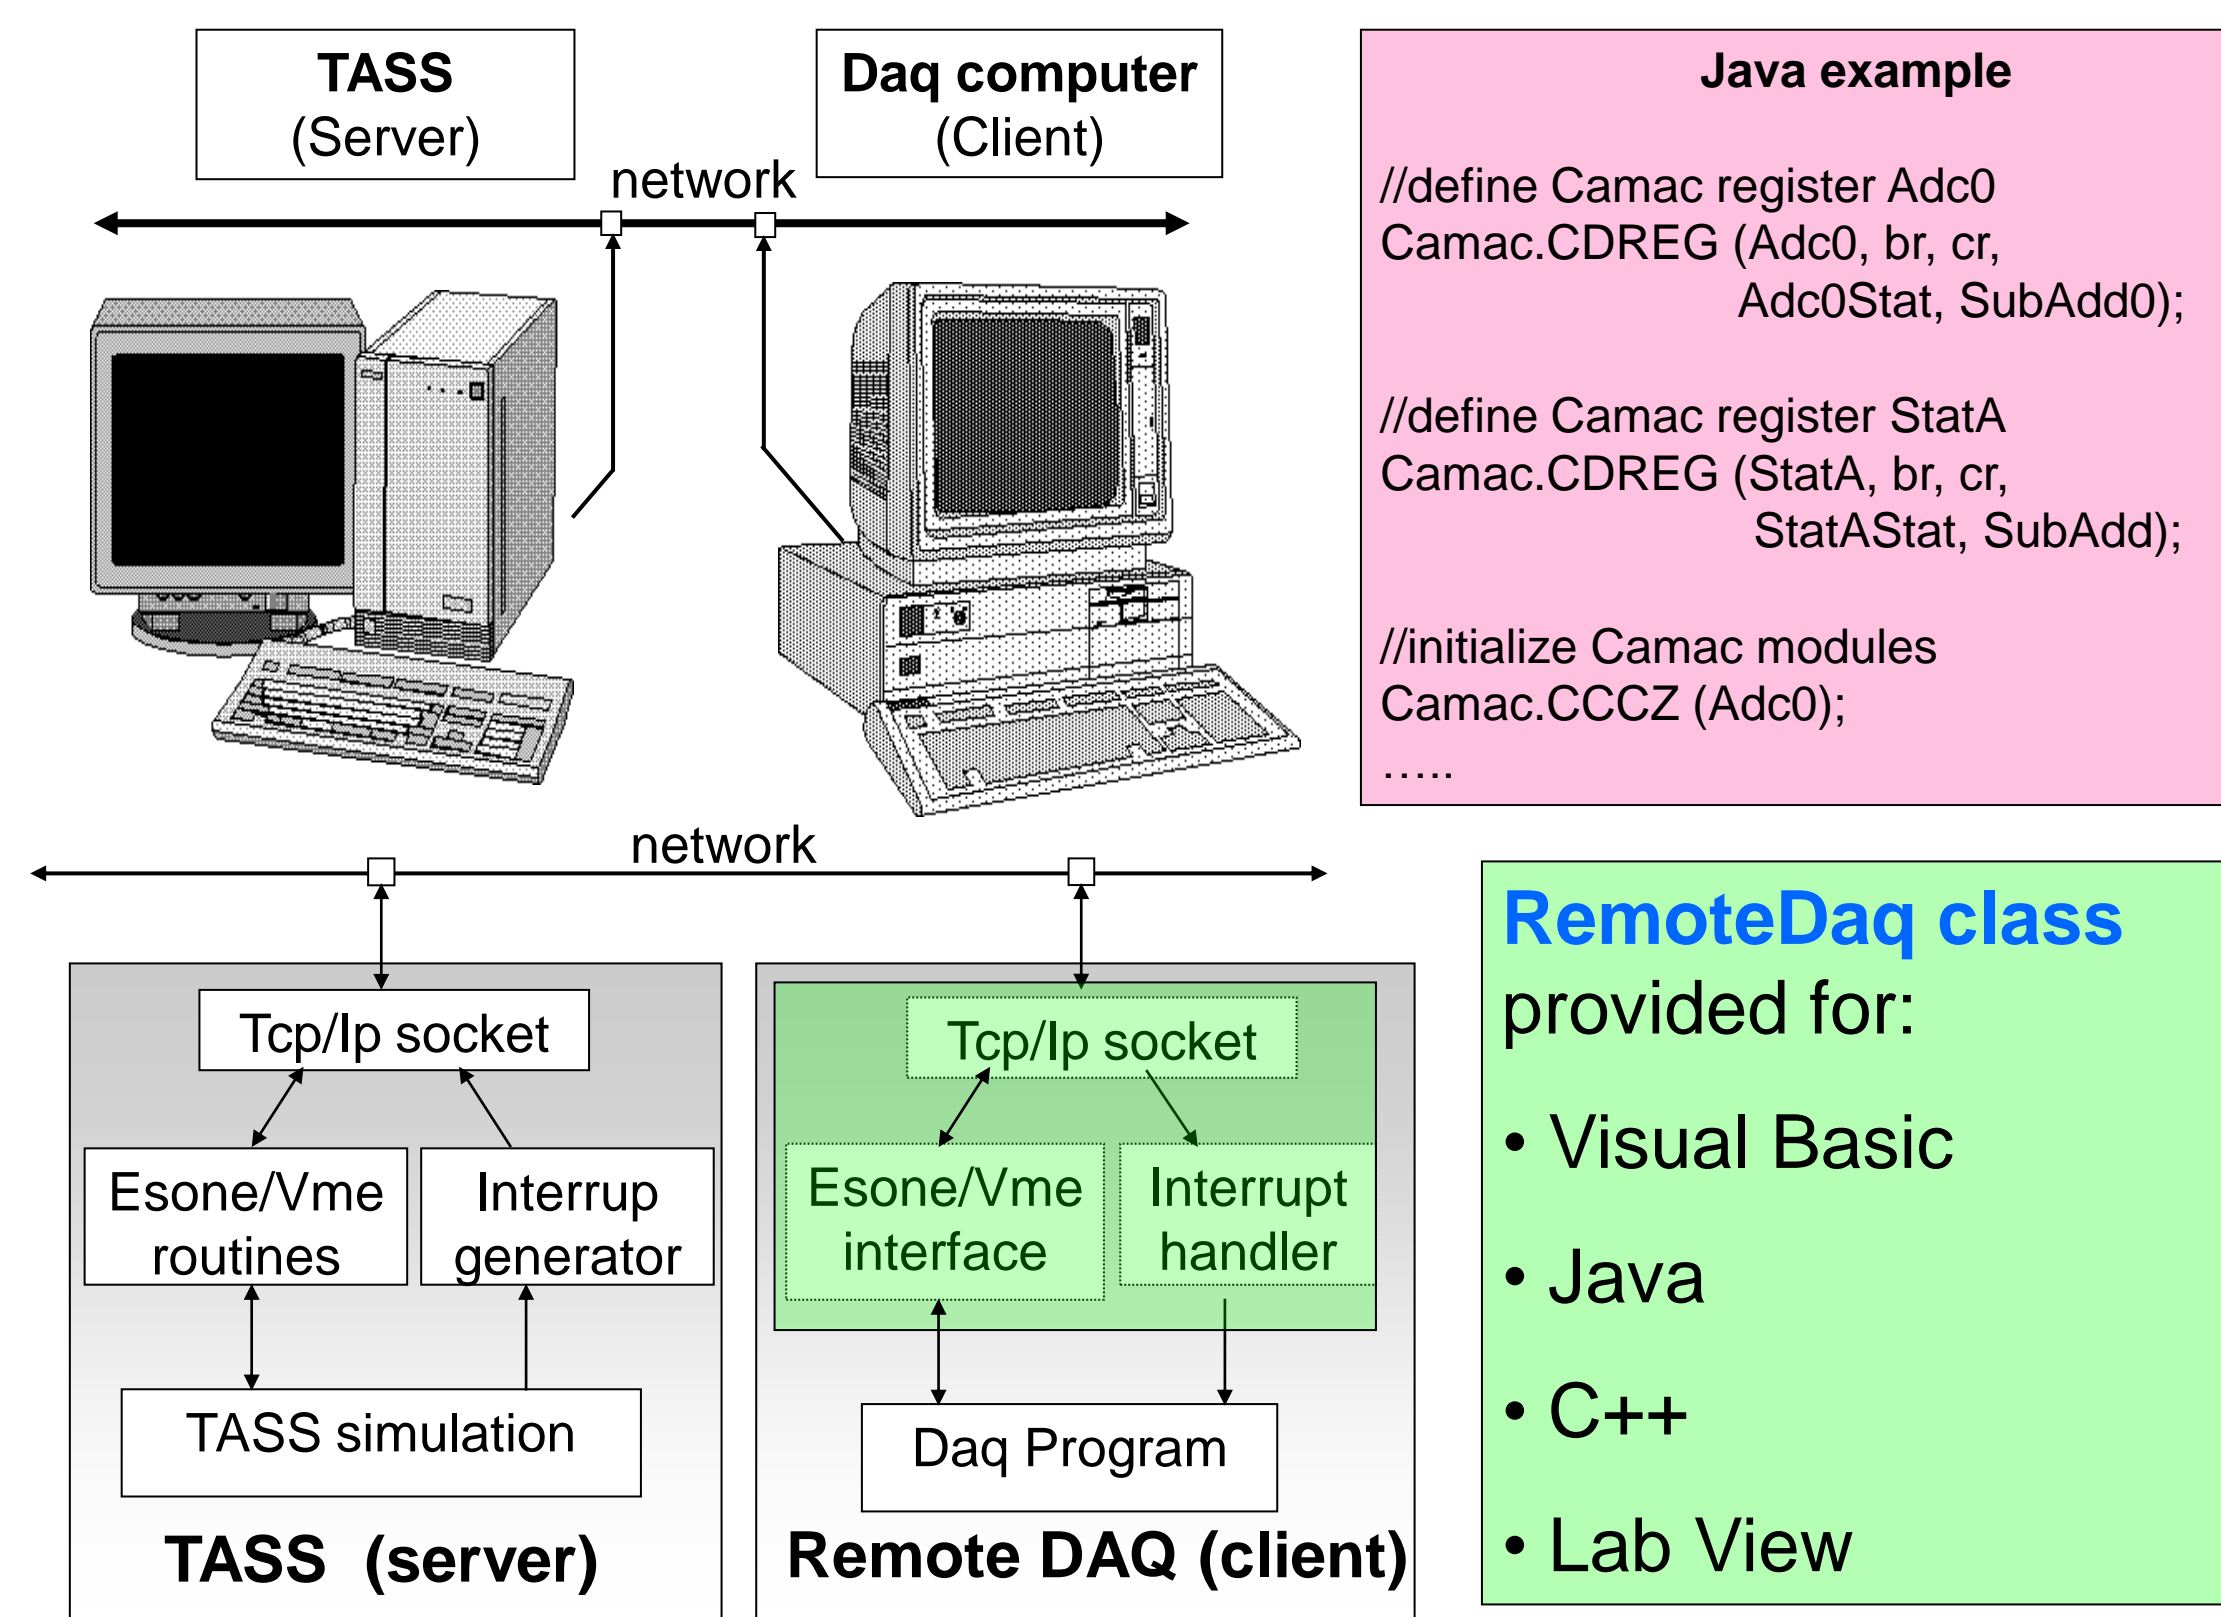 TASS
(Server)
Daq computer
(Client)
network
Java example
//define Camac register Adc0
Camac.CDREG (Adc0, br, cr,
Adc0Stat, SubAdd0);
//define Camac register StatA
Camac.CDREG (StatA, br, cr,
StatAStat, SubAdd);
//initialize Camac modules
Camac.CCCZ (Adc0);
…..
network
Tcp/Ip socket
Esone/Vme
routines
Interrup
generator
TASS simulation
TASS (server)
Tcp/Ip socket
Esone/Vme
interface
Interrupt
handler
Daq Program
Remote DAQ (client)
RemoteDaq class
provided for:
• Visual Basic
• Java
• C++
• Lab View